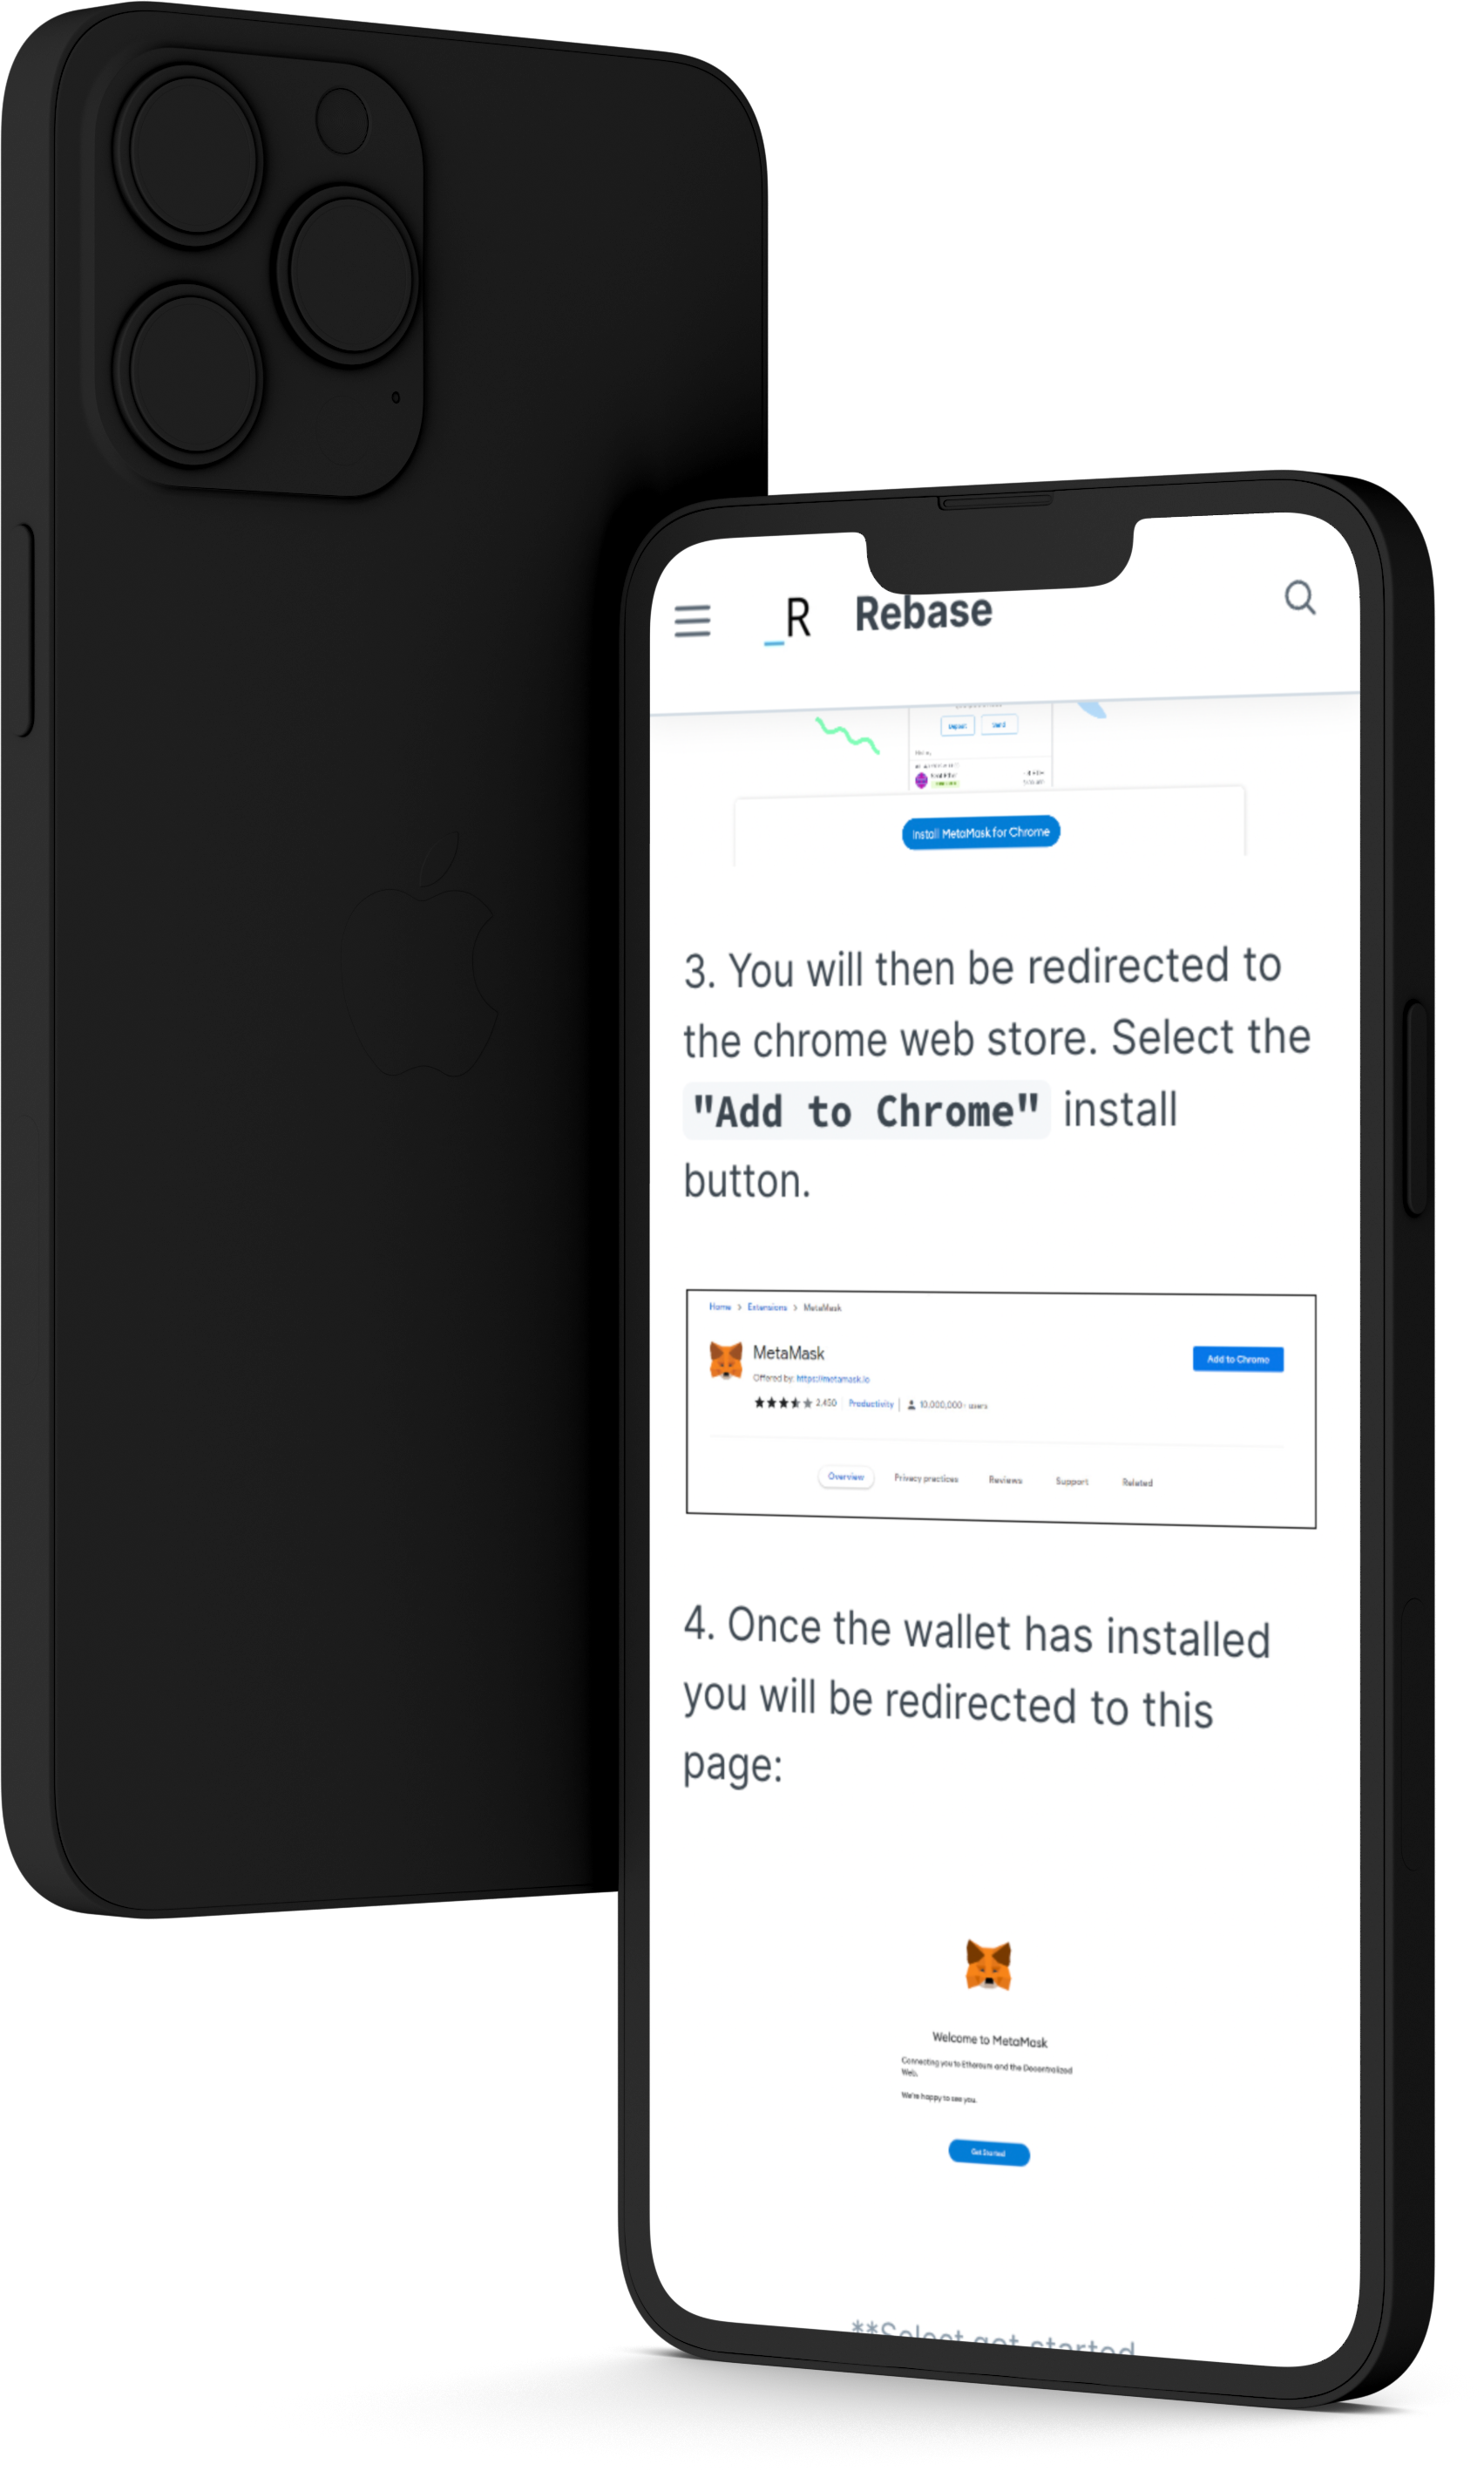 _R Rebase
Install MetaMask for Chrome
3. You will then be redirected to
the chrome web store. Select the
"Add to Chrome" install
button.
Home > Extensions > MetaMask
MetaMask
Add to Chrome
Offered by: https://metamask.io
2,430 Productivity 10,000,000+ users
Overview Privacy practices Reviews Support Related
4. Once the wallet has installed
you will be redirected to this
page:
Welcome to MetaMask
Connecting you to Ethereum and the Decentralized
Web.
We're happy to see you.
Get Started
**Select get started